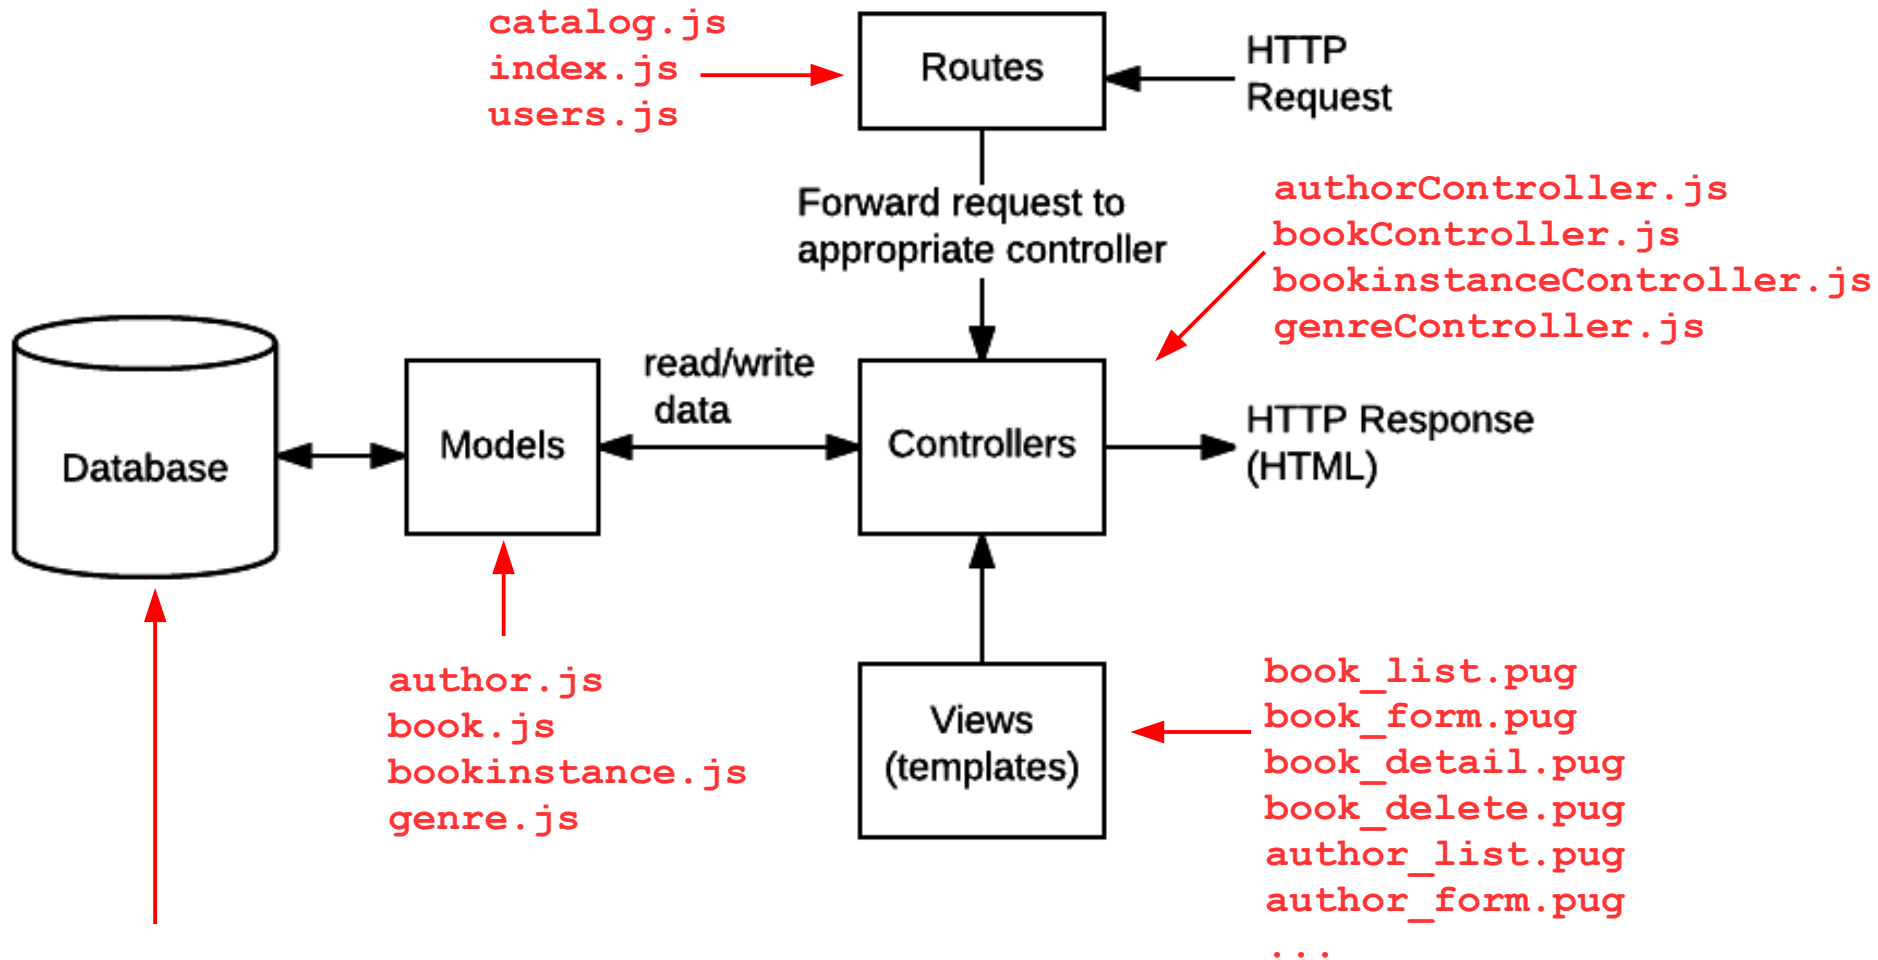 catalog.js
index.js
users.js
Routes
HTTP
Request
Forward request to
appropriate controller
authorController.js
bookController.js
bookinstanceController.js
genreController.js
Database
Models
read/write
data
Controllers
HTTP Response
(HTML)
author.js
book.js
bookinstance.js
genre.js
Views
(templates)
book_list.pug
book_form.pug
book_detail.pug
book_delete.pug
author_list.pug
author_form.pug
...